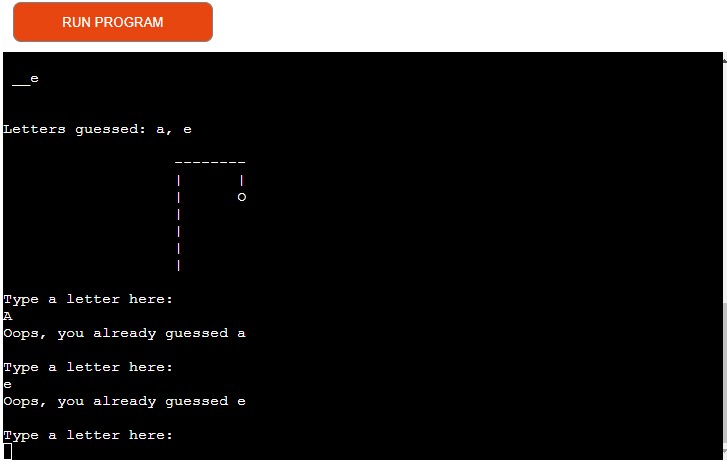 RUN PROGRAM
__e
Letters guessed: a, e
--------
|       |
|       O
|
|
|
|
Type a letter here:
A
Oops, you already guessed a
Type a letter here:
e
Oops, you already guessed e
Type a letter here: